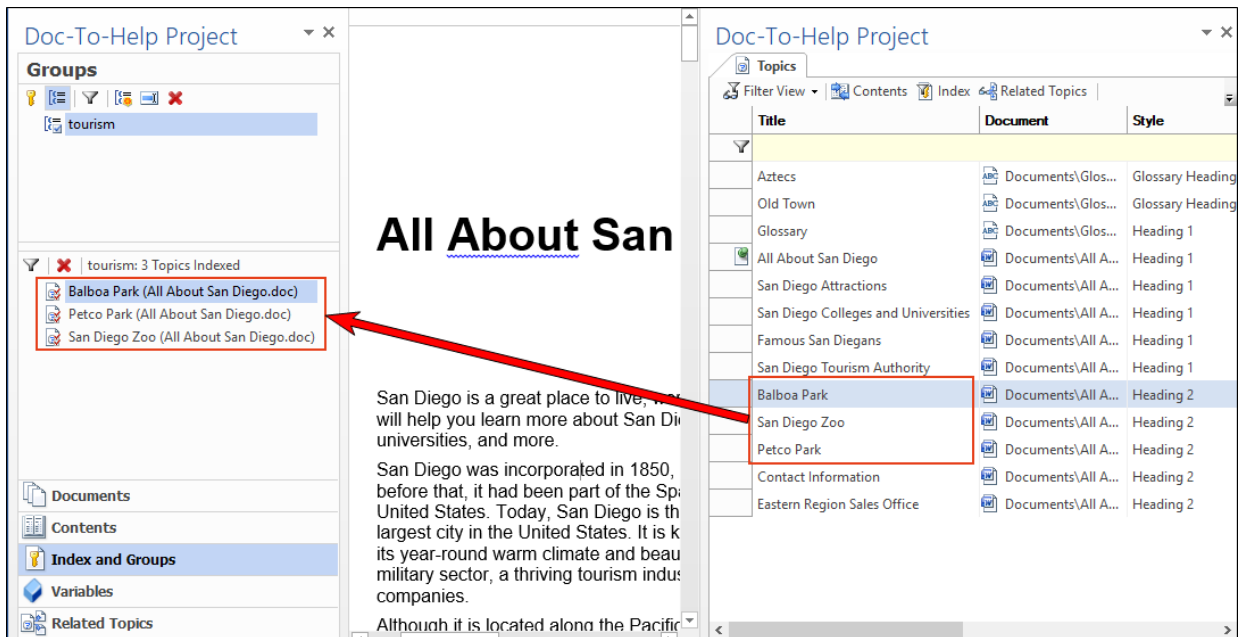 Doc-To-Help Project
Groups
tourism
tourism: 3 Topics Indexed
Balboa Park (All About San Diego.doc)
Petco Park (All About San Diego.doc)
San Diego Zoo (All About San Diego.doc)
Documents
Contents
Index and Groups
Variables
Related Topics
All About San
San Diego is a great place to live,
will help you learn more about San
universities, and more.
San Diego was incorporated in 1850,
before that, it had been part of the
United States. Today, San Diego is
largest city in the United States. It is
its year-round warm climate and
military sector, a thriving tourism
companies.
Although it is located along the
Doc-To-Help Project
Topics
Filter View Contents Index Related Topics
Title Document Style
Aztecs Documents\Glos... Glossary Heading
Old Town Documents\Glos... Glossary Heading
Glossary Documents\Glos... Heading 1
All About San Diego Documents\All A... Heading 1
San Diego Attractions Documents\All A... Heading 1
San Diego Colleges and Universities Documents\All A... Heading 1
Famous San Diegans Documents\All A... Heading 1
San Diego Tourism Authority Documents\All A... Heading 1
Balboa Park Documents\All A... Heading 2
San Diego Zoo Documents\All A... Heading 2
Petco Park Documents\All A... Heading 2
Contact Information Documents\All A... Heading 2
Eastern Region Sales Office Documents\All A... Heading 2